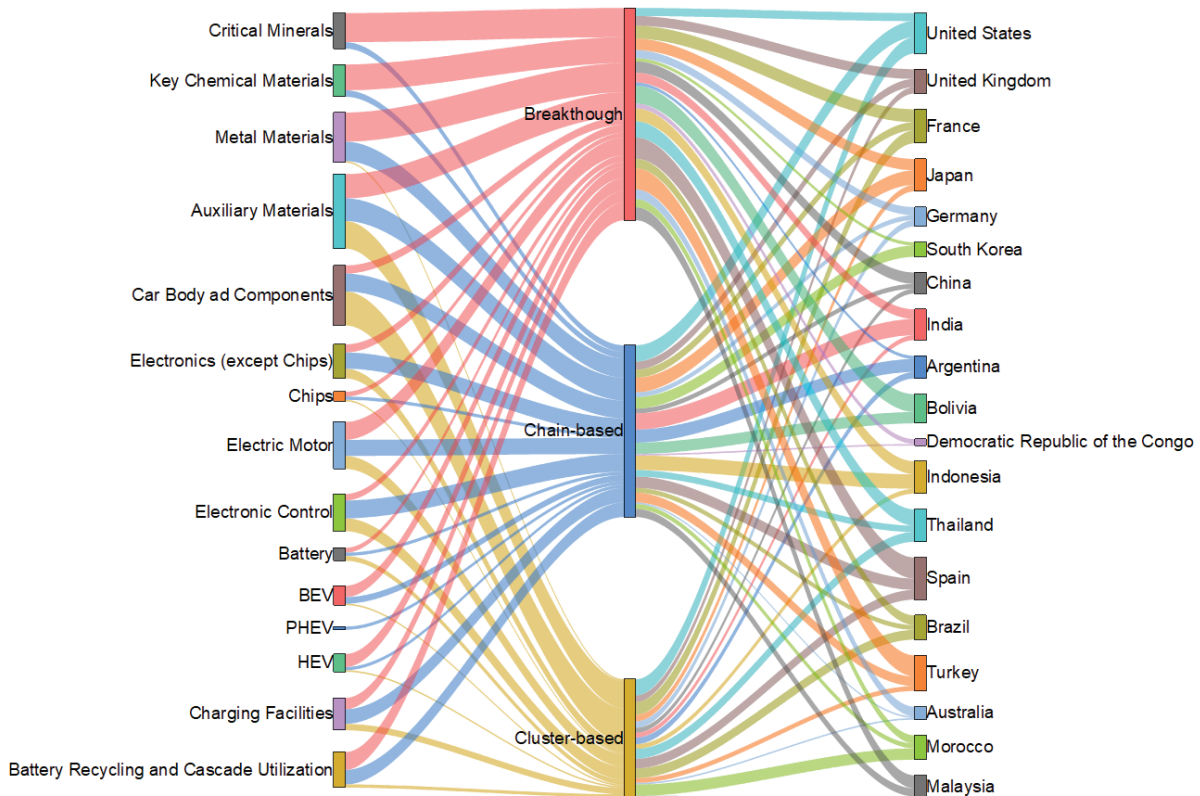 Critical Minerals
Key Chemical Materials
Metal Materials
Auxiliary Materials
Car Body ad Components
Electronics (except Chips)
Chips
Electric Motor
Electronic Control
Battery
BEV
PHEV
HEV
Charging Facilities
Battery Recycling and Cascade Utilization
Breakthough
Chain-based
Cluster-based
United States
United Kingdom
France
Japan
Germany
South Korea
China
India
Argentina
Bolivia
Democratic Republic of the Congo
Indonesia
Thailand
Spain
Brazil
Turkey
Australia
Morocco
Malaysia